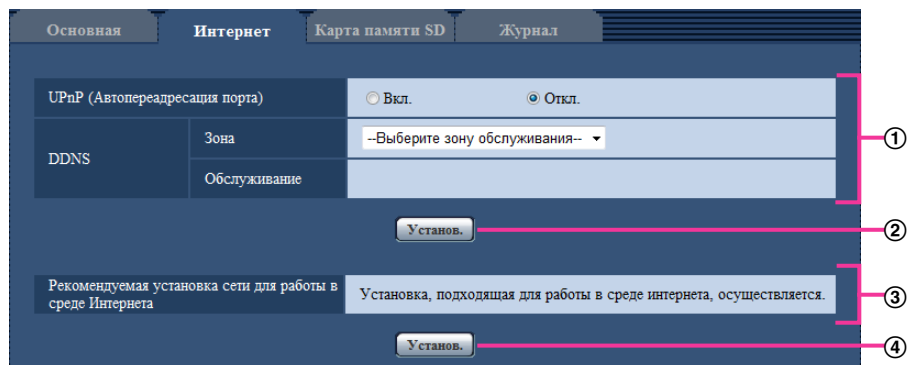 Основная Интернет Карта памяти SD Журнал
UPnP (Автопереадресация порта) Вкл. Откл.
DDNS Зона --Выберите зону обслуживания--
Обслуживание
①
Установ. ②
Рекомендуемая установка сети для работы в
среде Интернета
Установка, подходящая для работы в среде интернета, осуществляется. ③
Установ. ④